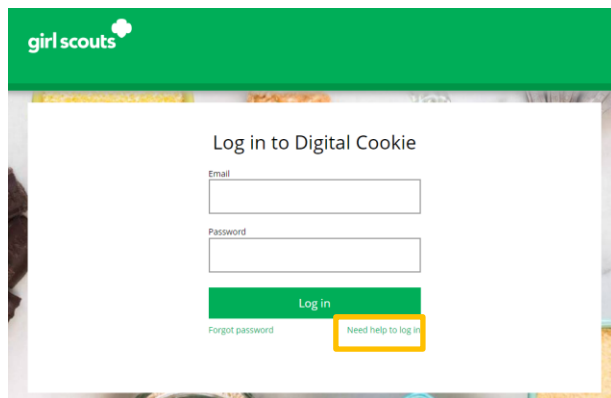 girl scouts
Log in to Digital Cookie
Email
Password
Log in
Forgot password
Need help to log in